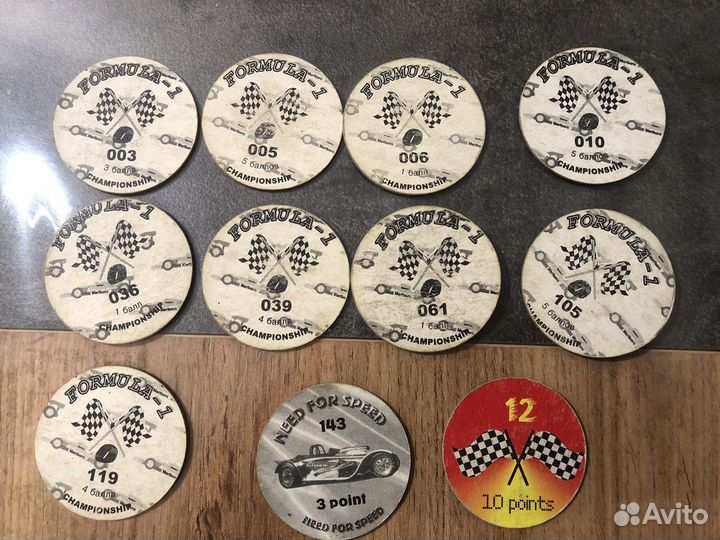 FORMULA-1
003
3 балла
CHAMPIONSHIP
FORMULA-1
005
5 баллов
CHAMPIONSHIP
FORMULA-1
006
1 балл
CHAMPIONSHIP
FORMULA-1
010
5 баллов
CHAMPIONSHIP
FORMULA-1
036
1 балл
CHAMPIONSHIP
FORMULA-1
039
4 балла
CHAMPIONSHIP
FORMULA-1
061
1 балл
CHAMPIONSHIP
FORMULA-1
105
5 баллов
CHAMPIONSHIP
FORMULA-1
119
4 балла
CHAMPIONSHIP
NEED FOR SPEED
143
3 point
NEED FOR SPEED
12
10 points
Avito